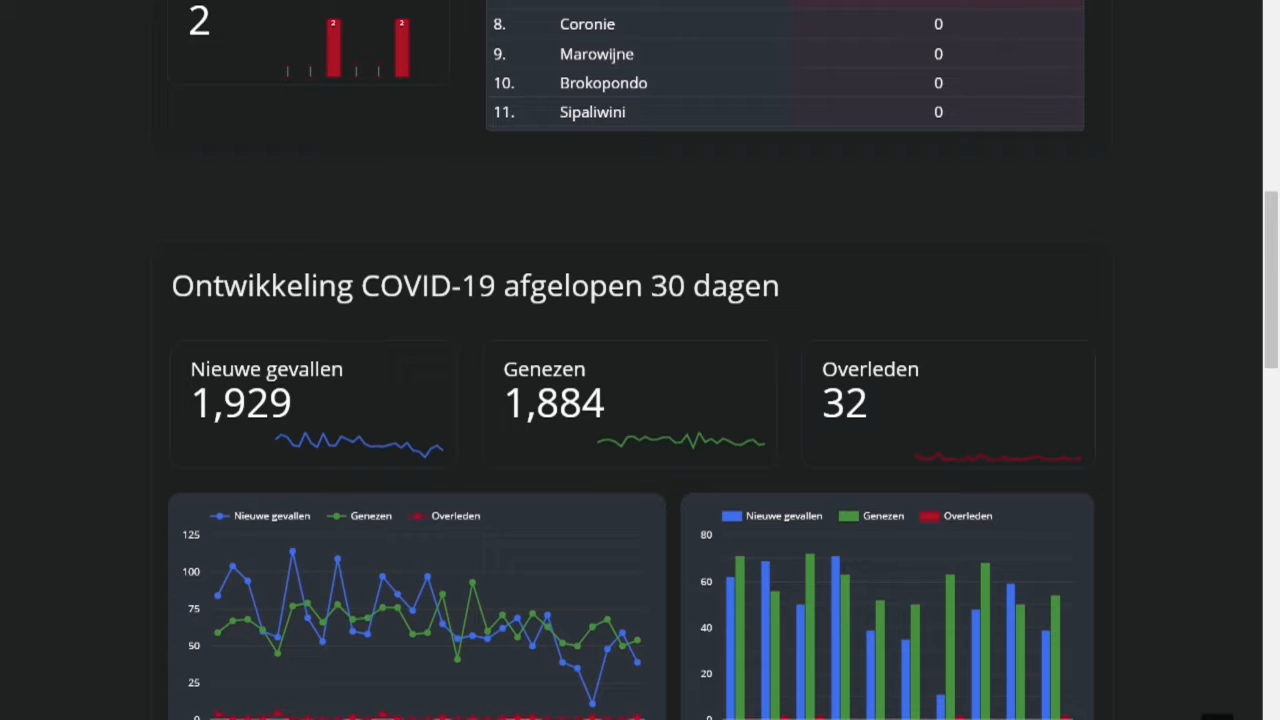 2
2 2
8. Coronie 0
9. Marowijne 0
10. Brokopondo 0
11. Sipaliwini 0
Ontwikkeling COVID-19 afgelopen 30 dagen
Nieuwe gevallen
1,929
Genezen
1,884
Overleden
32
Nieuwe gevallen Genezen Overleden
125
100
75
50
25
0
Nieuwe gevallen Genezen Overleden
80
60
40
20
0